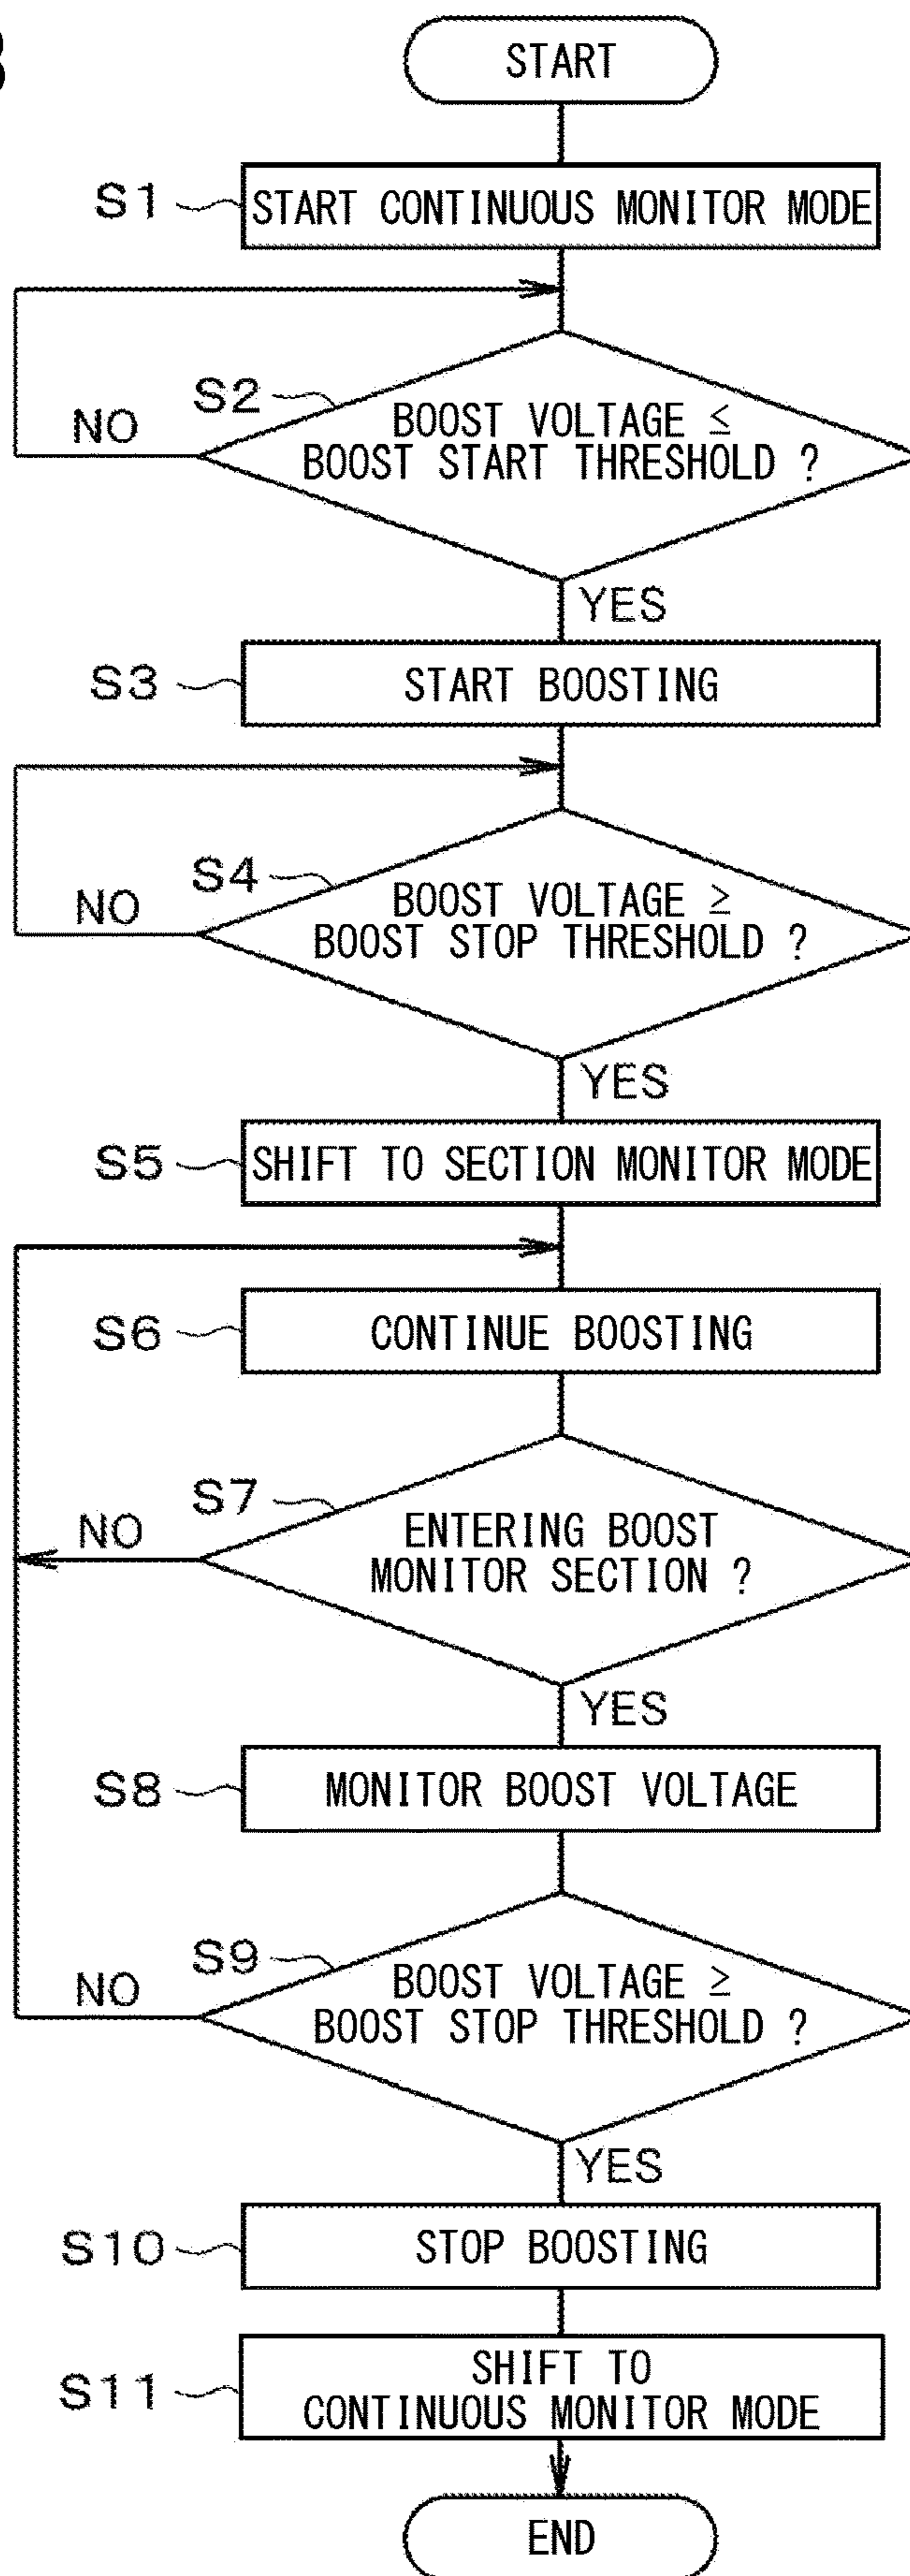 START
S1
START CONTINUOUS MONITOR MODE
S2
NO
BOOST VOLTAGE ≤
BOOST START THRESHOLD ?
YES
S3
START BOOSTING
S4
NO
BOOST VOLTAGE ≥
BOOST STOP THRESHOLD ?
YES
S5
SHIFT TO SECTION MONITOR MODE
S6
CONTINUE BOOSTING
S7
NO
ENTERING BOOST
MONITOR SECTION ?
YES
S8
MONITOR BOOST VOLTAGE
S9
NO
BOOST VOLTAGE ≥
BOOST STOP THRESHOLD ?
YES
S10
STOP BOOSTING
S11
SHIFT TO
CONTINUOUS MONITOR MODE
END